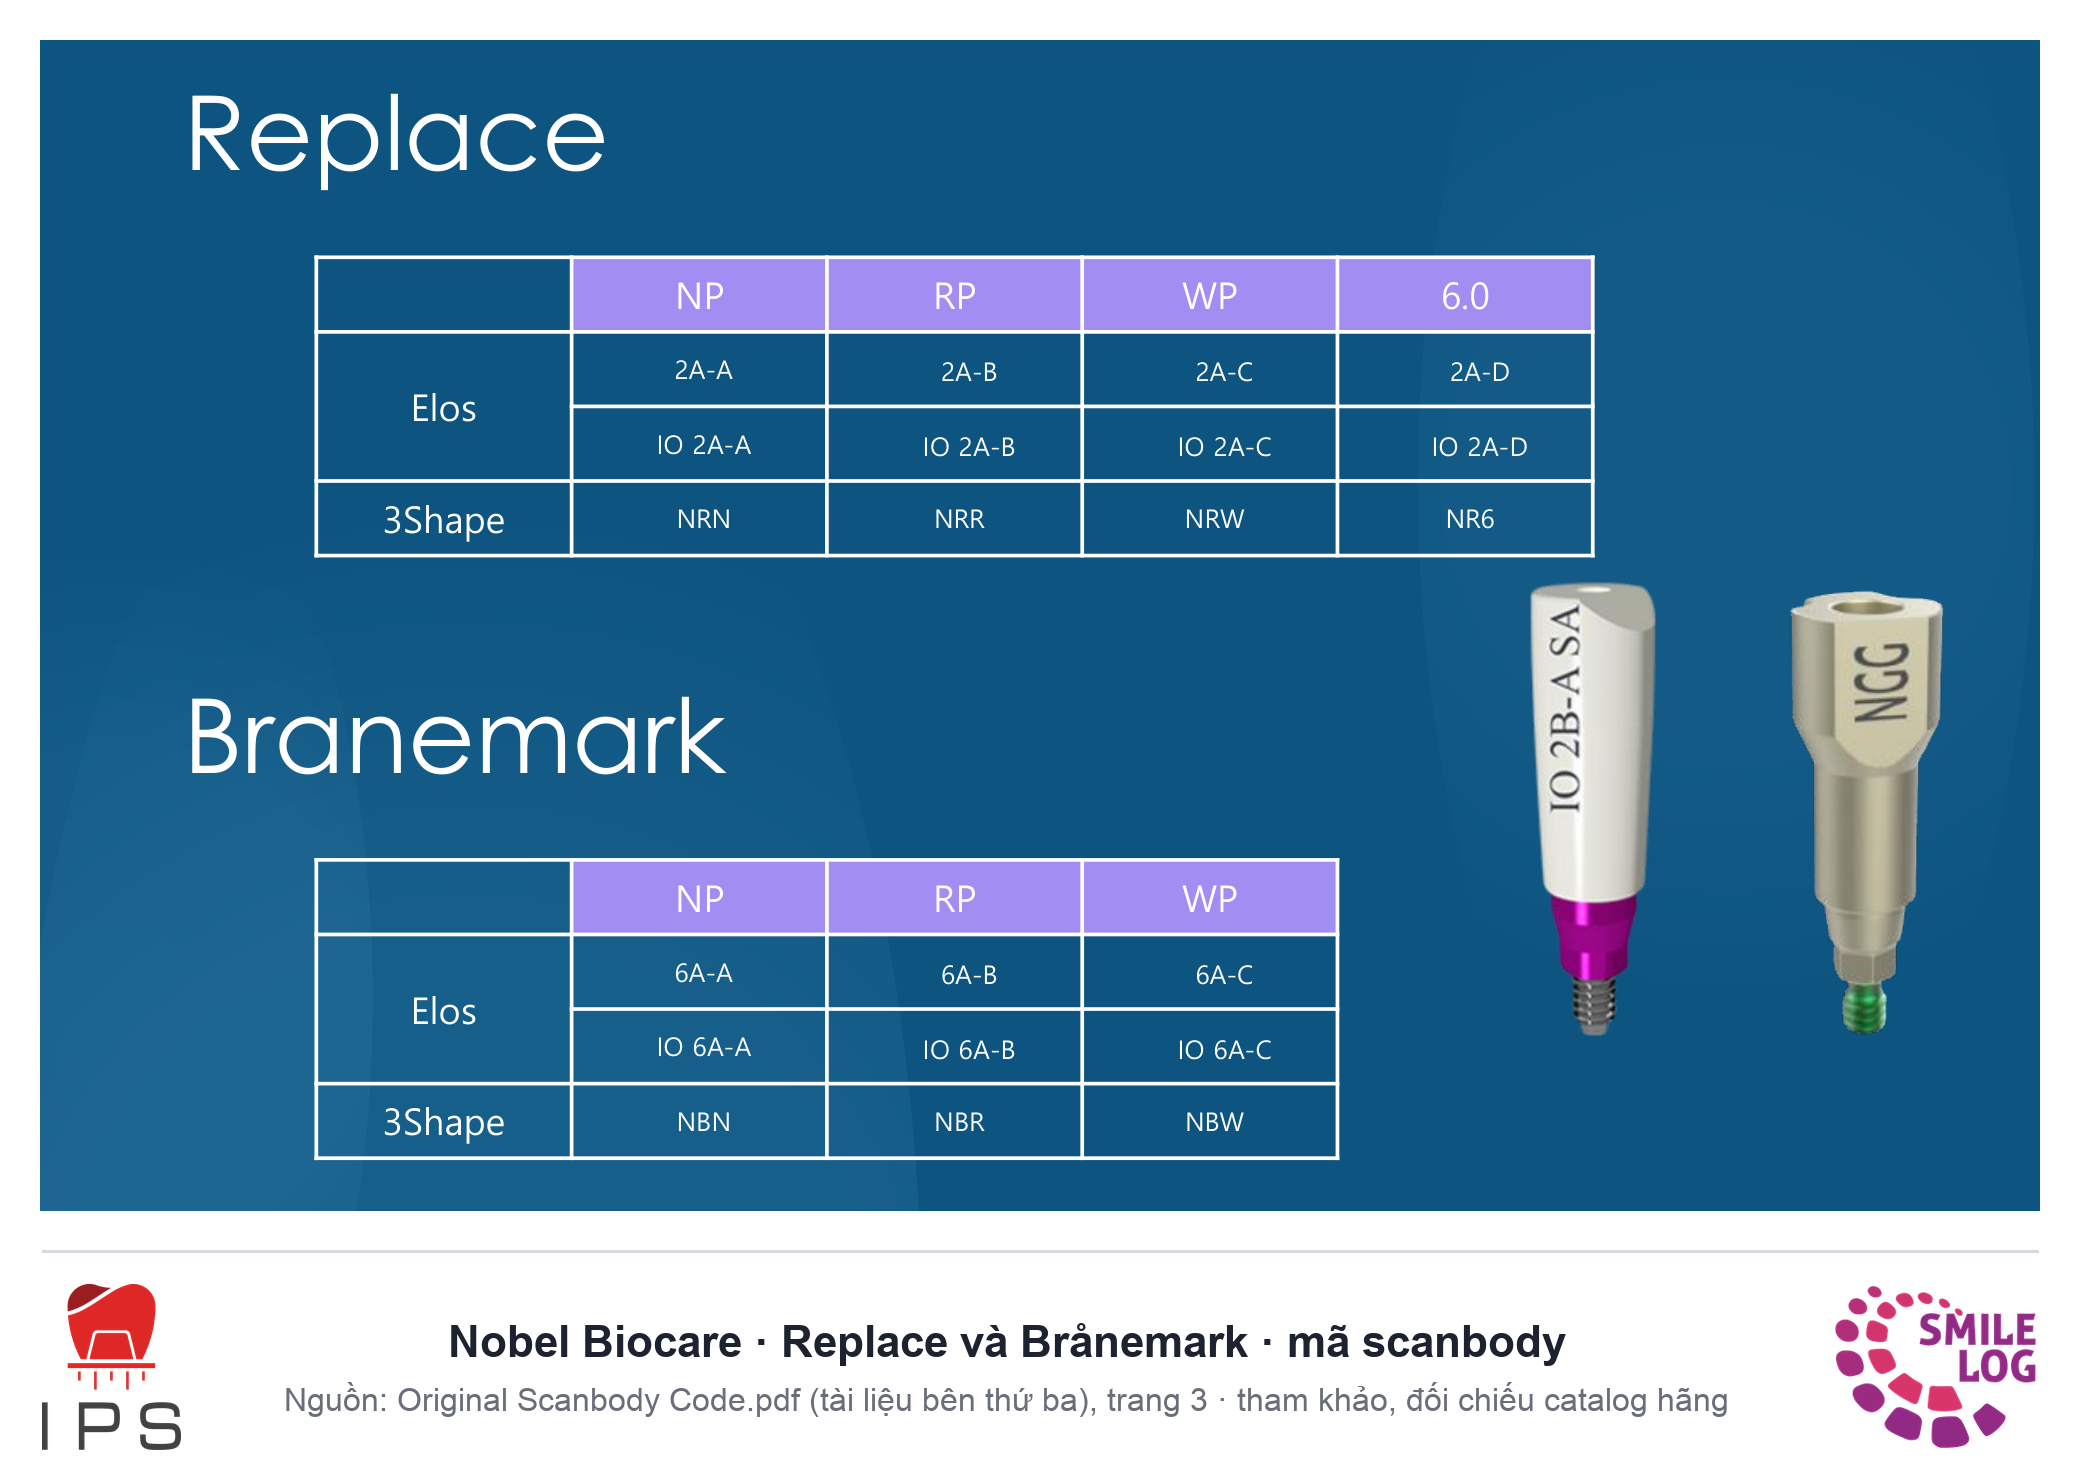 Replace
NP RP WP 6.0
Elos
2A-A 2A-B 2A-C 2A-D
IO 2A-A IO 2A-B IO 2A-C IO 2A-D
3Shape NRN NRR NRW NR6
IO 2B-A SA
NGG
Branemark
NP RP WP
Elos
6A-A 6A-B 6A-C
IO 6A-A IO 6A-B IO 6A-C
3Shape NBN NBR NBW
IPS
Nobel Biocare · Replace và Brånemark · mã scanbody
Nguồn: Original Scanbody Code.pdf (tài liệu bên thứ ba), trang 3 · tham khảo, đối chiếu catalog hãng
SMILE
LOG